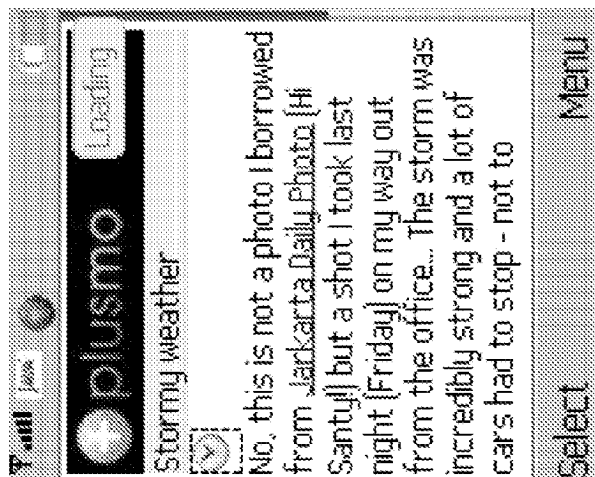 Java
plusmo
Loading
Stormy weather
No, this is not a photo I borrowed
from Jarkarta Daily Photo (Hi
Santy!) but a shot I took last
night (Friday) on my way out
from the office... The storm was
incredibly strong and a lot of
cars had to stop - not to
Select
Menu